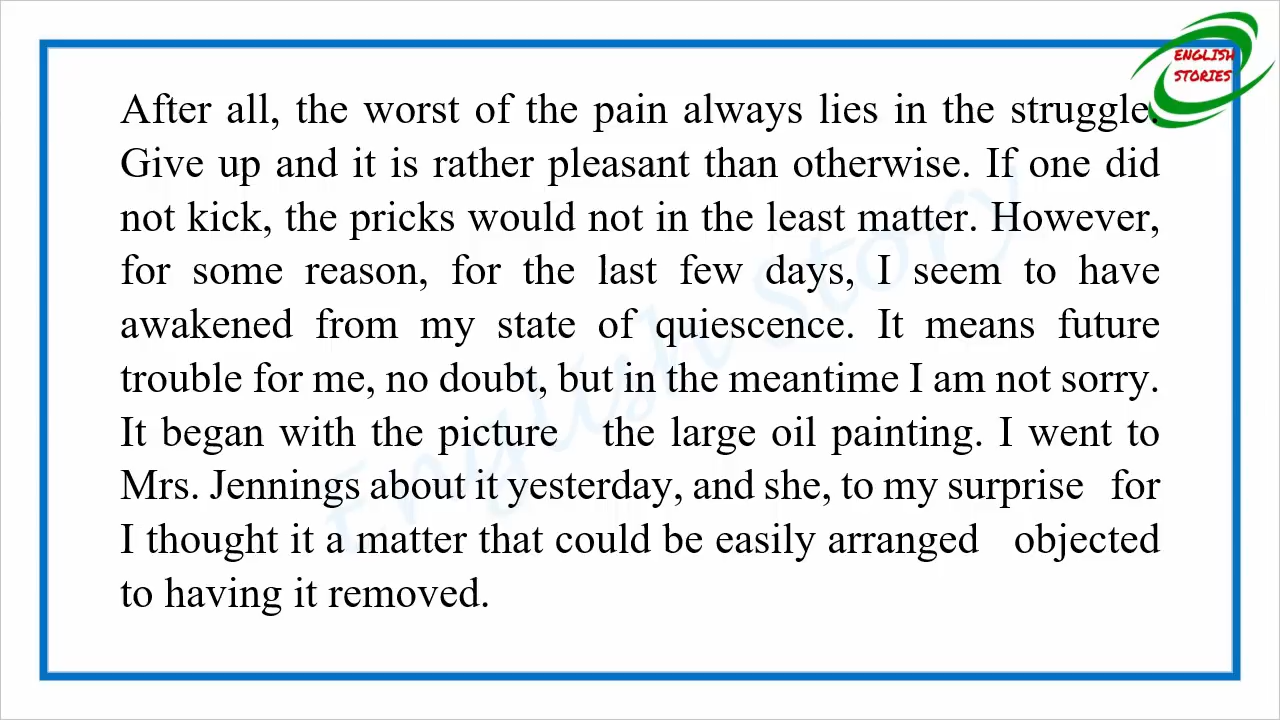 ENGLISH
STORIES
After all, the worst of the pain always lies in the struggle.
Give up and it is rather pleasant than otherwise. If one did
not kick, the pricks would not in the least matter. However,
for some reason, for the last few days, I seem to have
awakened from my state of quiescence. It means future
trouble for me, no doubt, but in the meantime I am not sorry.
It began with the picture the large oil painting. I went to
Mrs. Jennings about it yesterday, and she, to my surprise for
I thought it a matter that could be easily arranged objected
to having it removed.
English Story